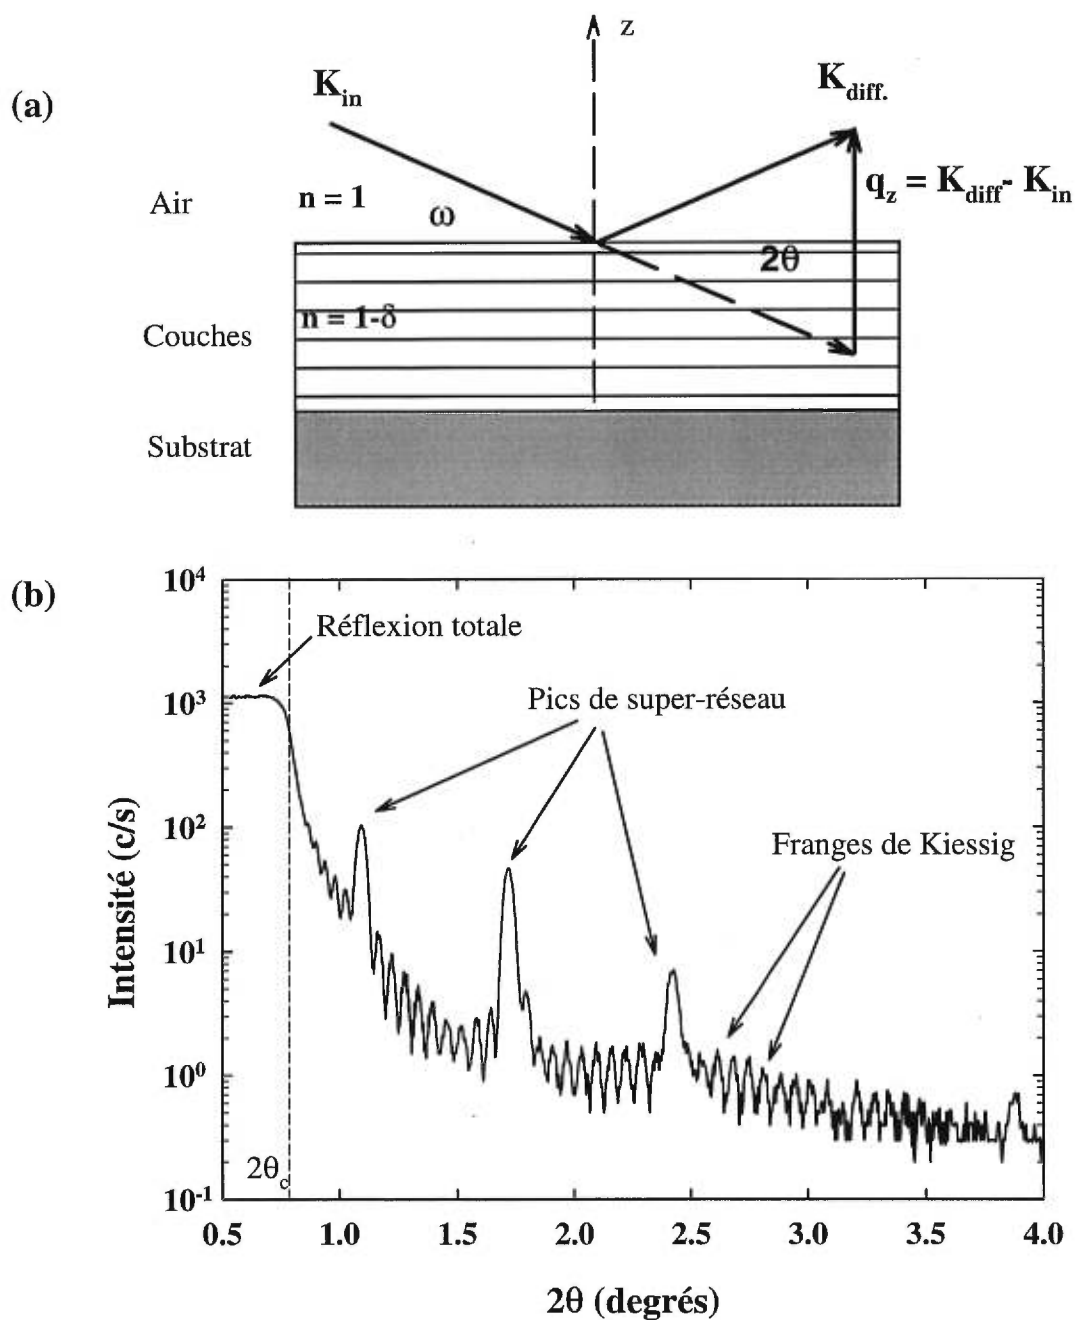 (a)
z
K_in
K_diff.
q_z = K_diff - K_in
Air
n = 1
ω
2θ
n = 1-δ
Couches
Substrat
(b)
10^4
Réflexion totale
10^3
Pics de super-réseau
10^2
Franges de Kiessig
10^1
10^0
2θ_c
10^-1
Intensité (c/s)
0.5 1.0 1.5 2.0 2.5 3.0 3.5 4.0
2θ (degrés)